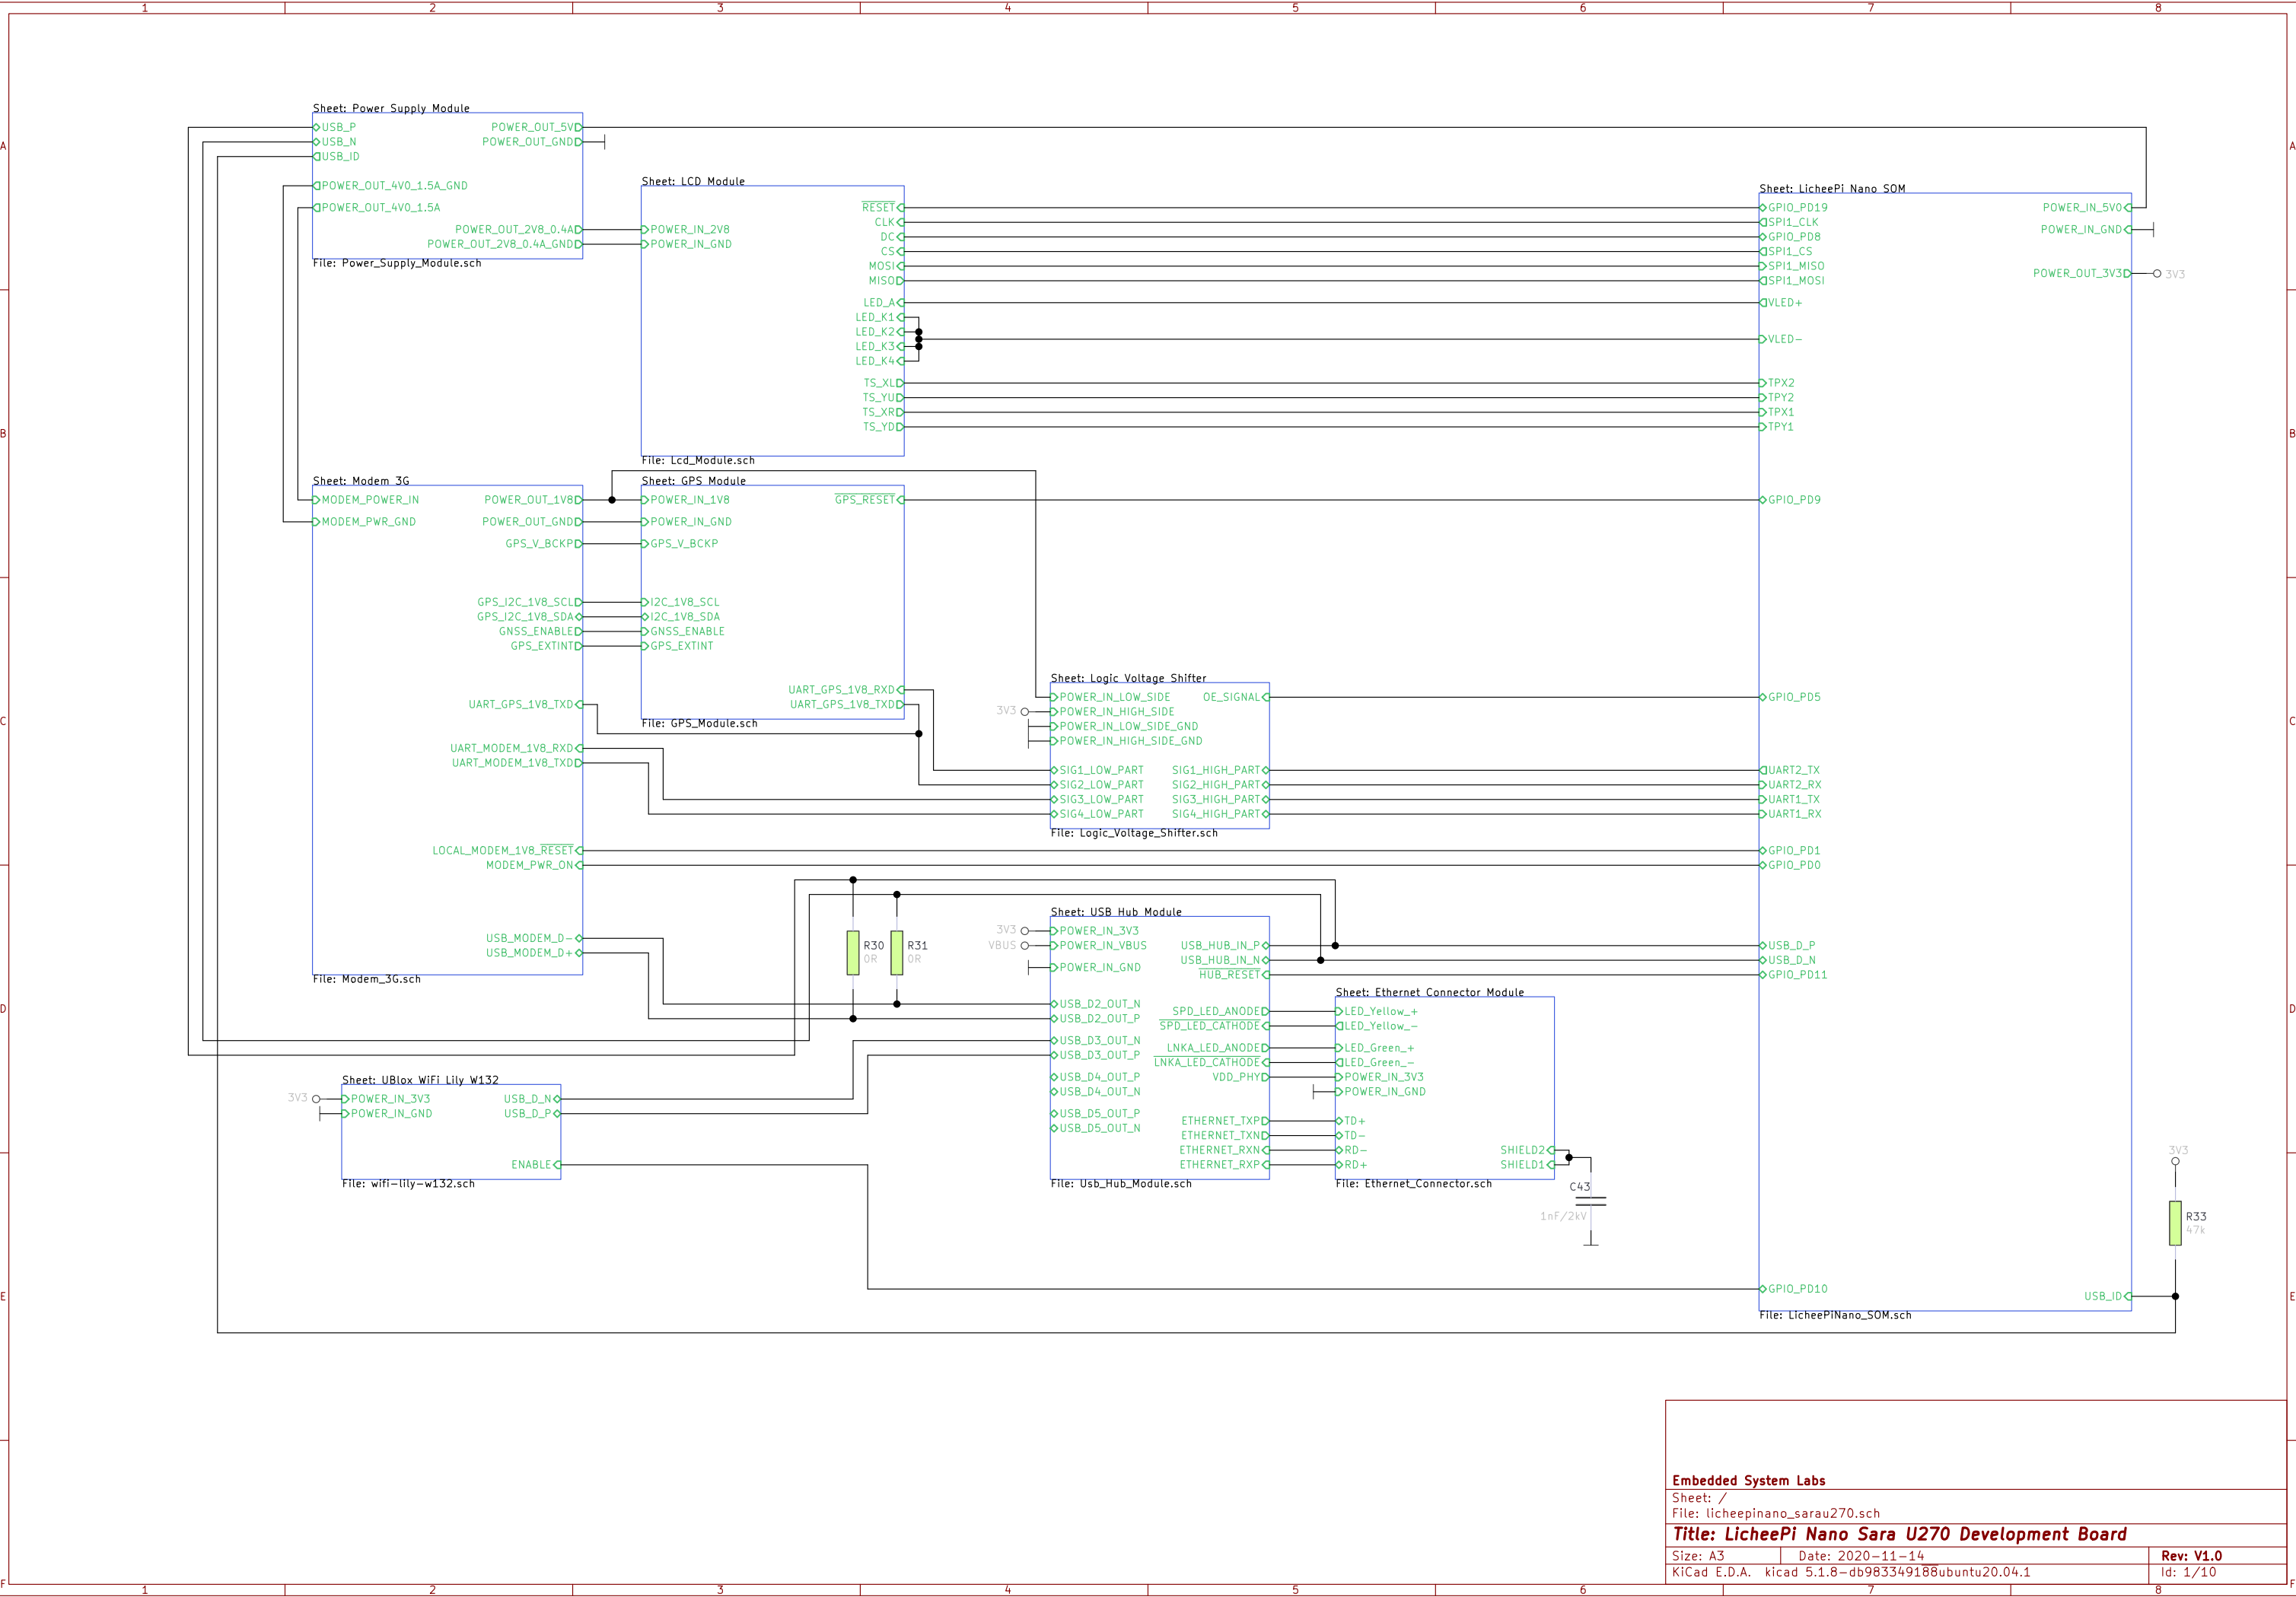 1 2 3 4 5 6 7 8
A A
B B
C C
D D
E E
F F
Sheet: Power Supply Module
USB_P
USB_N
USB_ID
POWER_OUT_4V0_1.5A_GND
POWER_OUT_4V0_1.5A
POWER_OUT_5V
POWER_OUT_GND
POWER_OUT_2V8_0.4A
POWER_OUT_2V8_0.4A_GND
File: Power_Supply_Module.sch
Sheet: LCD Module
POWER_IN_2V8
POWER_IN_GND
RESET
CLK
DC
CS
MOSI
MISO
LED_A
LED_K1
LED_K2
LED_K3
LED_K4
TS_XL
TS_YU
TS_XR
TS_YD
File: Lcd_Module.sch
Sheet: LicheePi Nano SOM
GPIO_PD19
SPI1_CLK
GPIO_PD8
SPI1_CS
SPI1_MISO
SPI1_MOSI
VLED+
VLED-
TPX2
TPY2
TPX1
TPY1
GPIO_PD9
GPIO_PD5
UART2_TX
UART2_RX
UART1_TX
UART1_RX
GPIO_PD1
GPIO_PD0
USB_D_P
USB_D_N
GPIO_PD11
GPIO_PD10
POWER_IN_5V0
POWER_IN_GND
POWER_OUT_3V3
3V3
USB_ID
File: LicheePiNano_SOM.sch
3V3
R33
47k
Sheet: Modem 3G
MODEM_POWER_IN
MODEM_PWR_GND
POWER_OUT_1V8
POWER_OUT_GND
GPS_V_BCKP
GPS_I2C_1V8_SCL
GPS_I2C_1V8_SDA
GNSS_ENABLE
GPS_EXTINT
UART_GPS_1V8_TXD
UART_MODEM_1V8_RXD
UART_MODEM_1V8_TXD
LOCAL_MODEM_1V8_RESET
MODEM_PWR_ON
USB_MODEM_D-
USB_MODEM_D+
File: Modem_3G.sch
Sheet: GPS Module
POWER_IN_1V8
POWER_IN_GND
GPS_V_BCKP
I2C_1V8_SCL
I2C_1V8_SDA
GNSS_ENABLE
GPS_EXTINT
GPS_RESET
UART_GPS_1V8_RXD
UART_GPS_1V8_TXD
File: GPS_Module.sch
Sheet: Logic Voltage Shifter
3V3
POWER_IN_LOW_SIDE
POWER_IN_HIGH_SIDE
POWER_IN_LOW_SIDE_GND
POWER_IN_HIGH_SIDE_GND
SIG1_LOW_PART
SIG2_LOW_PART
SIG3_LOW_PART
SIG4_LOW_PART
OE_SIGNAL
SIG1_HIGH_PART
SIG2_HIGH_PART
SIG3_HIGH_PART
SIG4_HIGH_PART
File: Logic_Voltage_Shifter.sch
R30
0R
R31
0R
Sheet: USB Hub Module
3V3
VBUS
POWER_IN_3V3
POWER_IN_VBUS
POWER_IN_GND
USB_D2_OUT_N
USB_D2_OUT_P
USB_D3_OUT_N
USB_D3_OUT_P
USB_D4_OUT_P
USB_D4_OUT_N
USB_D5_OUT_P
USB_D5_OUT_N
USB_HUB_IN_P
USB_HUB_IN_N
HUB_RESET
SPD_LED_ANODE
SPD_LED_CATHODE
LNKA_LED_ANODE
LNKA_LED_CATHODE
VDD_PHY
ETHERNET_TXP
ETHERNET_TXN
ETHERNET_RXN
ETHERNET_RXP
File: Usb_Hub_Module.sch
Sheet: Ethernet Connector Module
LED_Yellow_+
LED_Yellow_-
LED_Green_+
LED_Green_-
POWER_IN_3V3
POWER_IN_GND
TD+
TD-
RD-
RD+
SHIELD2
SHIELD1
File: Ethernet_Connector.sch
C43
1nF/2kV
Sheet: UBlox WiFi Lily W132
3V3
POWER_IN_3V3
POWER_IN_GND
USB_D_N
USB_D_P
ENABLE
File: wifi-lily-w132.sch
Embedded System Labs
Sheet: /
File: licheepinano_sarau270.sch
Title: LicheePi Nano Sara U270 Development Board
Size: A3 Date: 2020-11-14 Rev: V1.0
KiCad E.D.A. kicad 5.1.8-db983349188ubuntu20.04.1 Id: 1/10
1 2 3 4 5 6 7 8